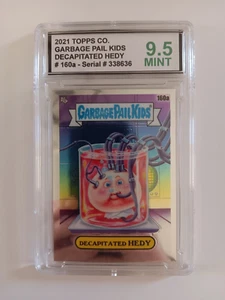 2021 TOPPS CO.
GARBAGE PAIL KIDS
DECAPITATED HEDY
# 160a - Serial # 338636
9.5
MINT
160a
GARBAGE PAIL KIDS
DECAPITATED HEDY